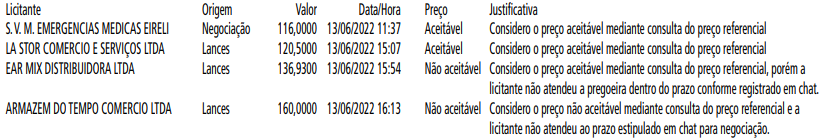 Licitante Origem Valor Data/Hora Preço Justificativa
S. V. M. EMERGENCIAS MEDICAS EIRELI Negociação 116,0000 13/06/2022 11:37 Aceitável Considero o preço aceitável mediante consulta do preço referencial
LA STOR COMERCIO E SERVIÇOS LTDA Lances 120,5000 13/06/2022 15:07 Aceitável Considero o preço aceitável mediante consulta do preço referencial
EAR MIX DISTRIBUIDORA LTDA Lances 136,9300 13/06/2022 15:54 Não aceitável Considero o preço aceitável mediante consulta do preço referencial, porém a
licitante não atendeu a pregoeira dentro do prazo conforme registrado em chat.
ARMAZEM DO TEMPO COMERCIO LTDA Lances 160,0000 13/06/2022 16:13 Não aceitável Considero o preço não aceitável mediante consulta do preço referencial e a
licitante não atendeu ao prazo estipulado em chat para negociação.